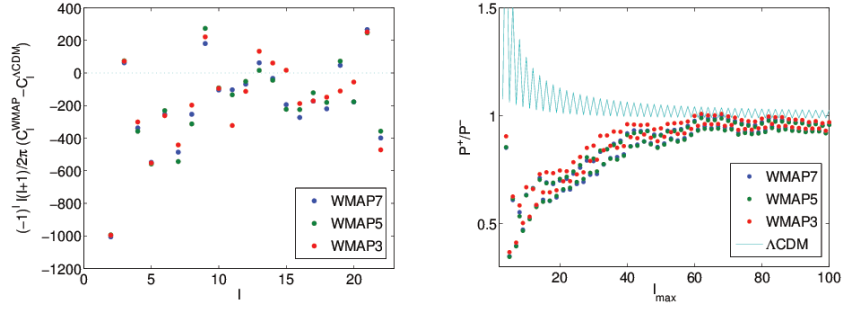 400
200
0
−200
−400
−600
−800
−1000
−1200
0 5 10 15 20
l
(−1)^l l(l+1)/2π (C_l^WMAP−C_l^ΛCDM)
WMAP7
WMAP5
WMAP3
1.5
1
0.5
20 40 60 80 100
l_max
P^+/P^-
WMAP7
WMAP5
WMAP3
ΛCDM